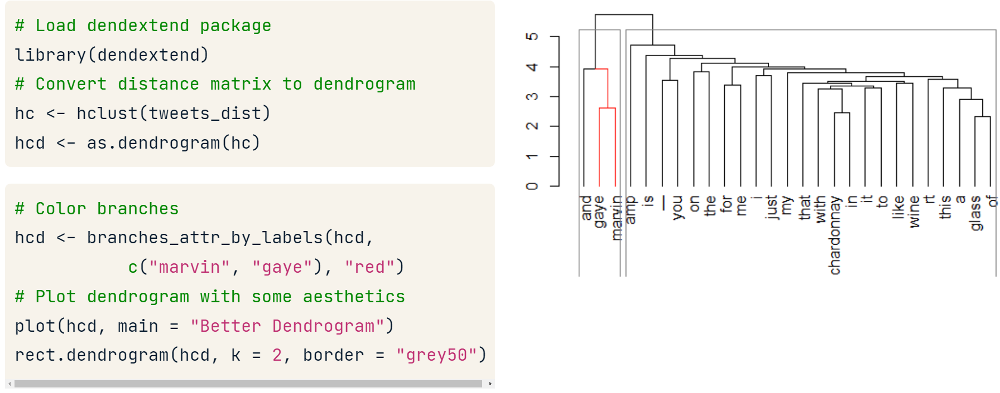 # Load dendextend package
library(dendextend)
# Convert distance matrix to dendrogram
hc <- hclust(tweets_dist)
hcd <- as.dendrogram(hc)
# Color branches
hcd <- branches_attr_by_labels(hcd,
c("marvin", "gaye"), "red")
# Plot dendrogram with some aesthetics
plot(hcd, main = "Better Dendrogram")
rect.dendrogram(hcd, k = 2, border = "grey50")
5
4
3
2
1
0
and
gaye
marvin
amp
is
—
you
on
the
for
me
i
just
my
that
with
chardonnay
in
it
to
like
wine
rt
this
a
glass
of